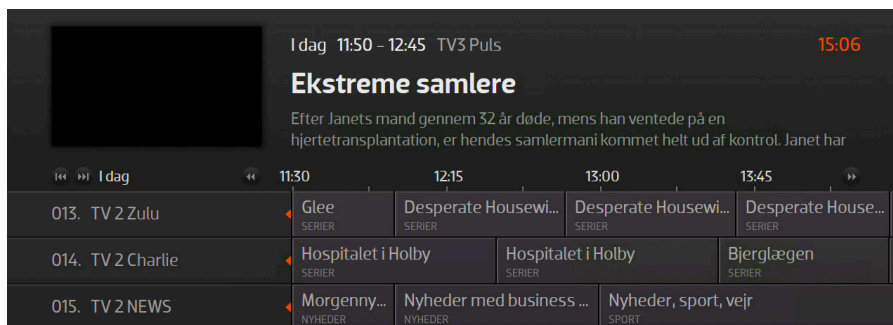 I dag 11:50 – 12:45 TV3 Puls 15:06
Ekstreme samlere
Efter Janets mand gennem 32 år døde, mens han ventede på en
hjertetransplantation, er hendes samlermani kommet helt ud af kontrol. Janet har
I dag 11:30 12:15 13:00 13:45
013. TV 2 Zulu Glee Desperate Housewi... Desperate Housewi... Desperate House...
SERIER SERIER SERIER SERIER
014. TV 2 Charlie Hospitalet i Holby Hospitalet i Holby Bjerglægen
SERIER SERIER SERIER
015. TV 2 NEWS Morgenny... Nyheder med business ... Nyheder, sport, vejr
NYHEDER NYHEDER SPORT